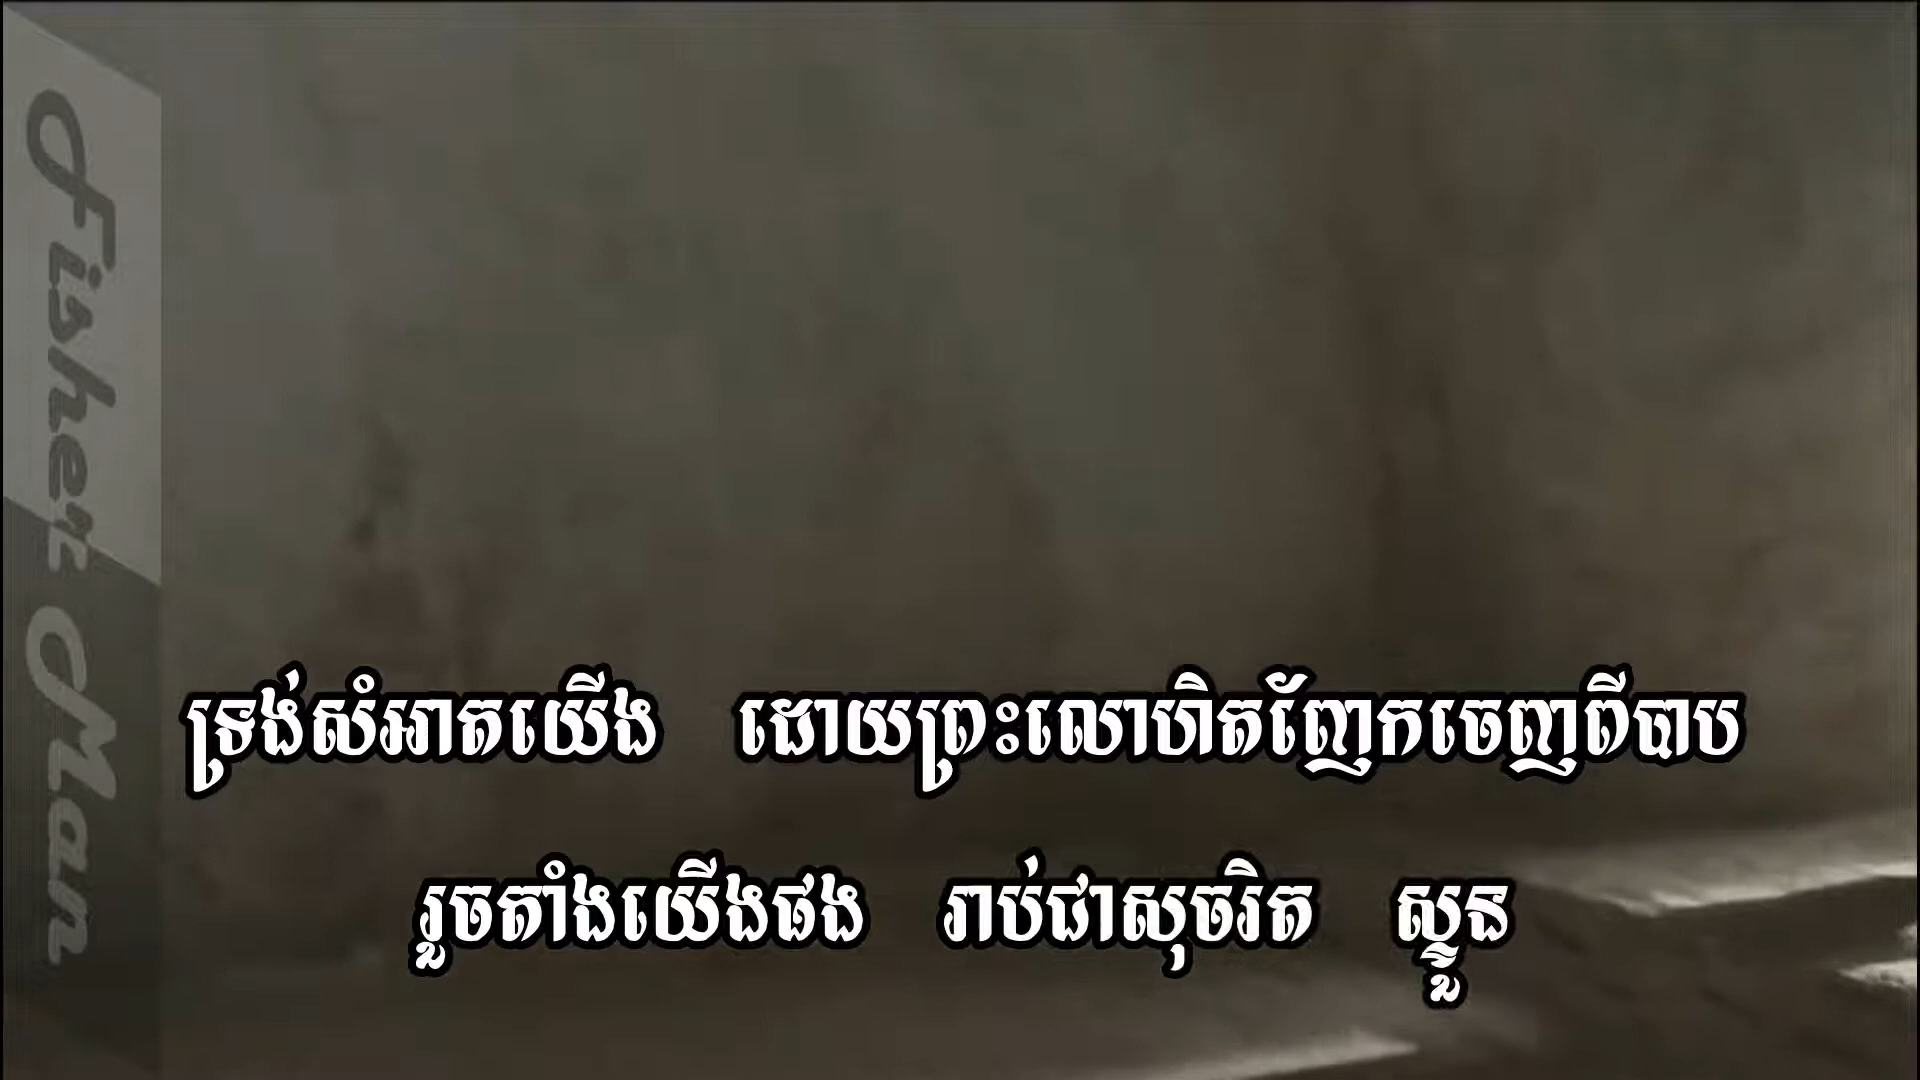 Fisher Man
ទ្រង់សំអាតយើង ដោយព្រះលោហិតញែកចេញពីបាប
រួចតាំងយើងផង រាប់ជាសុចរិត ស្លូន